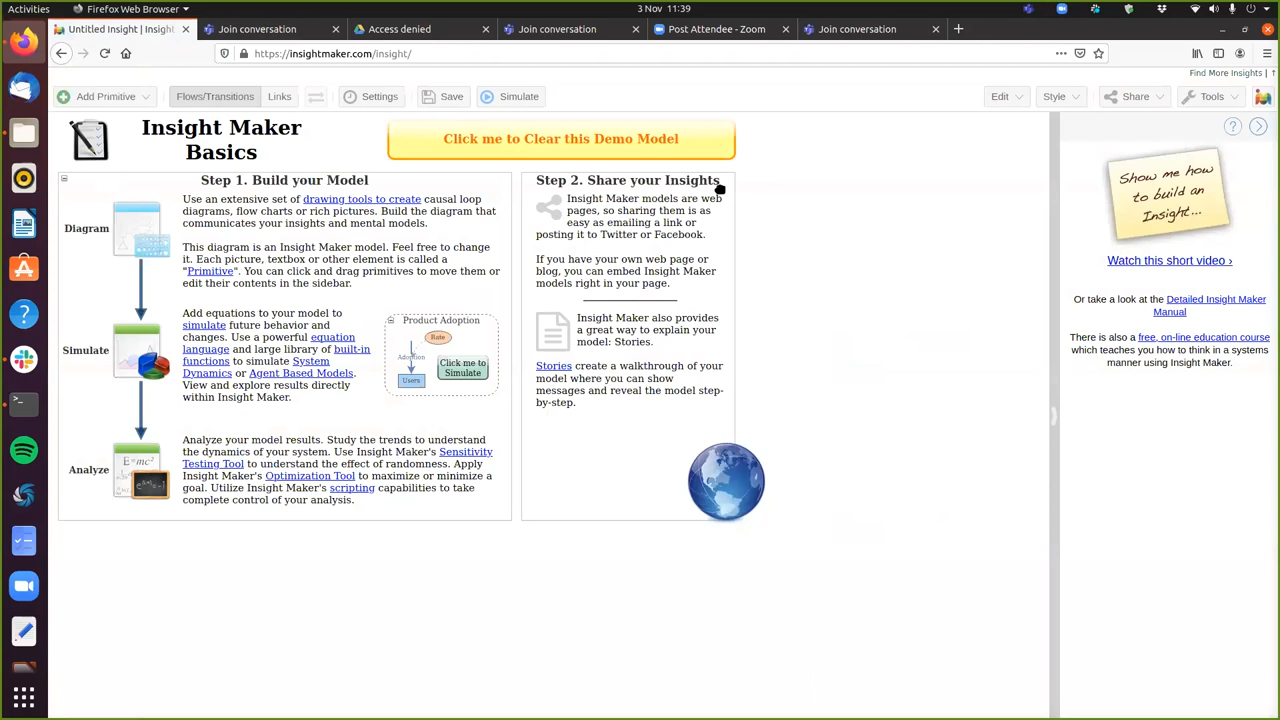 Activities
Firefox Web Browser
3 Nov 11:39
Untitled Insight | Insight
Join conversation
Access denied
Join conversation
Post Attendee - Zoom
Join conversation
https://insightmaker.com/insight/
Find More Insights |
Add Primitive
Flows/Transitions
Links
Settings
Save
Simulate
Edit
Style
Share
Tools
Insight Maker
Basics
Click me to Clear this Demo Model
Step 1. Build your Model
Diagram
Use an extensive set of drawing tools to create causal loop
diagrams, flow charts or rich pictures. Build the diagram that
communicates your insights and mental models.
This diagram is an Insight Maker model. Feel free to change
it. Each picture, textbox or other element is called a
"Primitive". You can click and drag primitives to move them or
edit their contents in the sidebar.
Simulate
Add equations to your model to
simulate future behavior and
changes. Use a powerful equation
language and large library of built-in
functions to simulate System
Dynamics or Agent Based Models.
View and explore results directly
within Insight Maker.
Product Adoption
Rate
Adoption
Users
Click me to
Simulate
Analyze
E=mc²
Analyze your model results. Study the trends to understand
the dynamics of your system. Use Insight Maker's Sensitivity
Testing Tool to understand the effect of randomness. Apply
Insight Maker's Optimization Tool to maximize or minimize a
goal. Utilize Insight Maker's scripting capabilities to take
complete control of your analysis.
Step 2. Share your Insights
Insight Maker models are web
pages, so sharing them is as
easy as emailing a link or
posting it to Twitter or Facebook.
If you have your own web page or
blog, you can embed Insight Maker
models right in your page.
Insight Maker also provides
a great way to explain your
model: Stories.
Stories create a walkthrough of your
model where you can show
messages and reveal the model step-
by-step.
Show me how
to build an
Insight...
Watch this short video ›
Or take a look at the Detailed Insight Maker
Manual
There is also a free, on-line education course
which teaches you how to think in a systems
manner using Insight Maker.